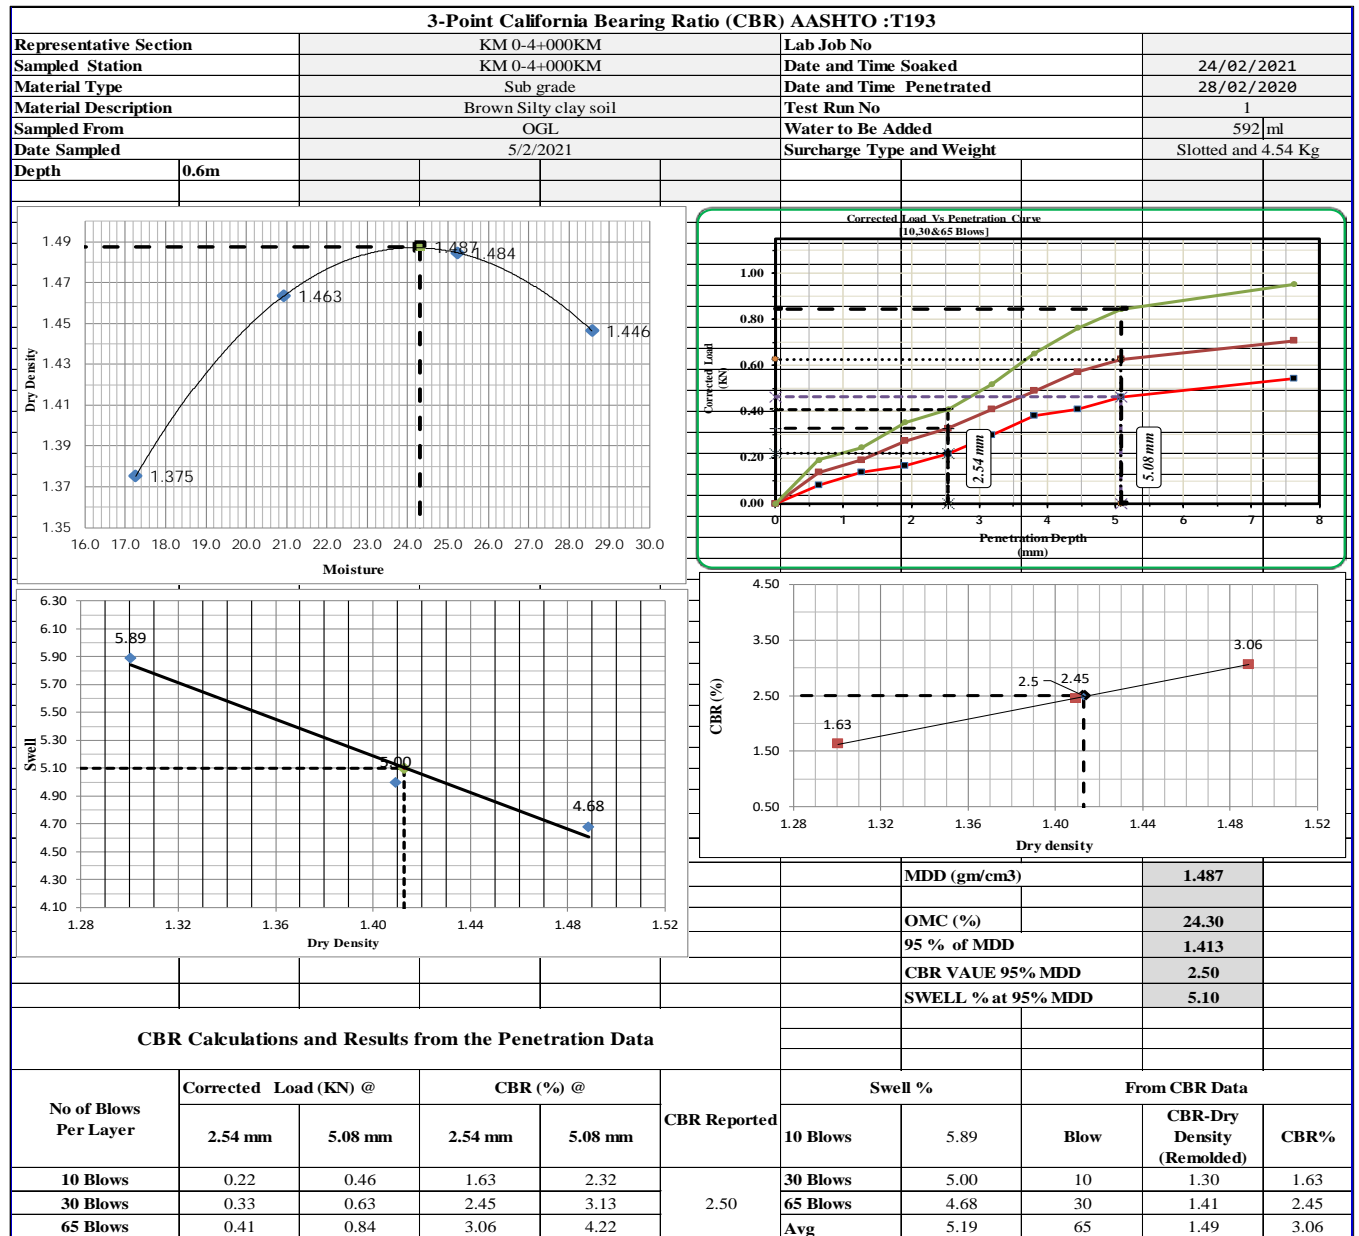 3-Point California Bearing Ratio (CBR) AASHTO :T193
Representative Section KM 0-4+000KM Lab Job No
Sampled Station KM 0-4+000KM Date and Time Soaked 24/02/2021
Material Type Sub grade Date and Time Penetrated 28/02/2020
Material Description Brown Silty clay soil Test Run No 1
Sampled From OGL Water to Be Added 592 ml
Date Sampled 5/2/2021 Surcharge Type and Weight Slotted and 4.54 Kg
Depth 0.6m
1.49
1.47
1.45
1.43
1.41
1.39
1.37
1.35
Dry Density
1.487
1.484
1.463
1.446
1.375
16.0 17.0 18.0 19.0 20.0 21.0 22.0 23.0 24.0 25.0 26.0 27.0 28.0 29.0 30.0
Moisture
Corrected Load Vs Penetration Curve
[10,30&65 Blows]
1.00
0.80
0.60
0.40
0.20
0.00
Corrected Load
(KN)
2.54 mm
5.08 mm
0 1 2 3 4 5 6 7 8
Penetration Depth
(mm)
6.30
6.10
5.90
5.70
5.50
5.30
5.10
4.90
4.70
4.50
4.30
4.10
Swell
5.89
5.00
4.68
1.28 1.32 1.36 1.40 1.44 1.48 1.52
Dry Density
4.50
3.50
2.50
1.50
0.50
CBR (%)
3.06
2.5 2.45
1.63
1.28 1.32 1.36 1.40 1.44 1.48 1.52
Dry density
MDD (gm/cm3) 1.487
OMC (%) 24.30
95 % of MDD 1.413
CBR VAUE 95% MDD 2.50
SWELL % at 95% MDD 5.10
CBR Calculations and Results from the Penetration Data
No of Blows
Per Layer
Corrected Load (KN) @ CBR (%) @ CBR Reported Swell % From CBR Data
2.54 mm 5.08 mm 2.54 mm 5.08 mm 10 Blows 5.89 Blow
CBR-Dry
Density
(Remolded)
CBR%
10 Blows 0.22 0.46 1.63 2.32 30 Blows 5.00 10 1.30 1.63
30 Blows 0.33 0.63 2.45 3.13 2.50 65 Blows 4.68 30 1.41 2.45
65 Blows 0.41 0.84 3.06 4.22 Avg 5.19 65 1.49 3.06